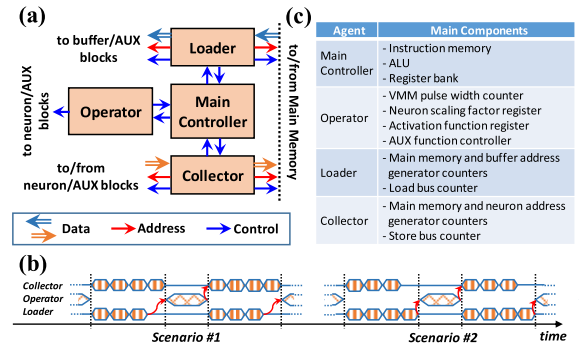 (a)
to buffer/AUX
blocks
Loader
to neuron/AUX
blocks
Operator
Main
Controller
to/from Main Memory
to/from
neuron/AUX blocks
Collector
Data
Address
Control
(c)
Agent
Main Components
Main
Controller
- Instruction memory
- ALU
- Register bank
Operator
- VMM pulse width counter
- Neuron scaling factor register
- Activation function register
- AUX function controller
Loader
- Main memory and buffer address
generator counters
- Load bus counter
Collector
- Main memory and neuron address
generator counters
- Store bus counter
(b)
Collector
Operator
Loader
Scenario #1
Scenario #2
time